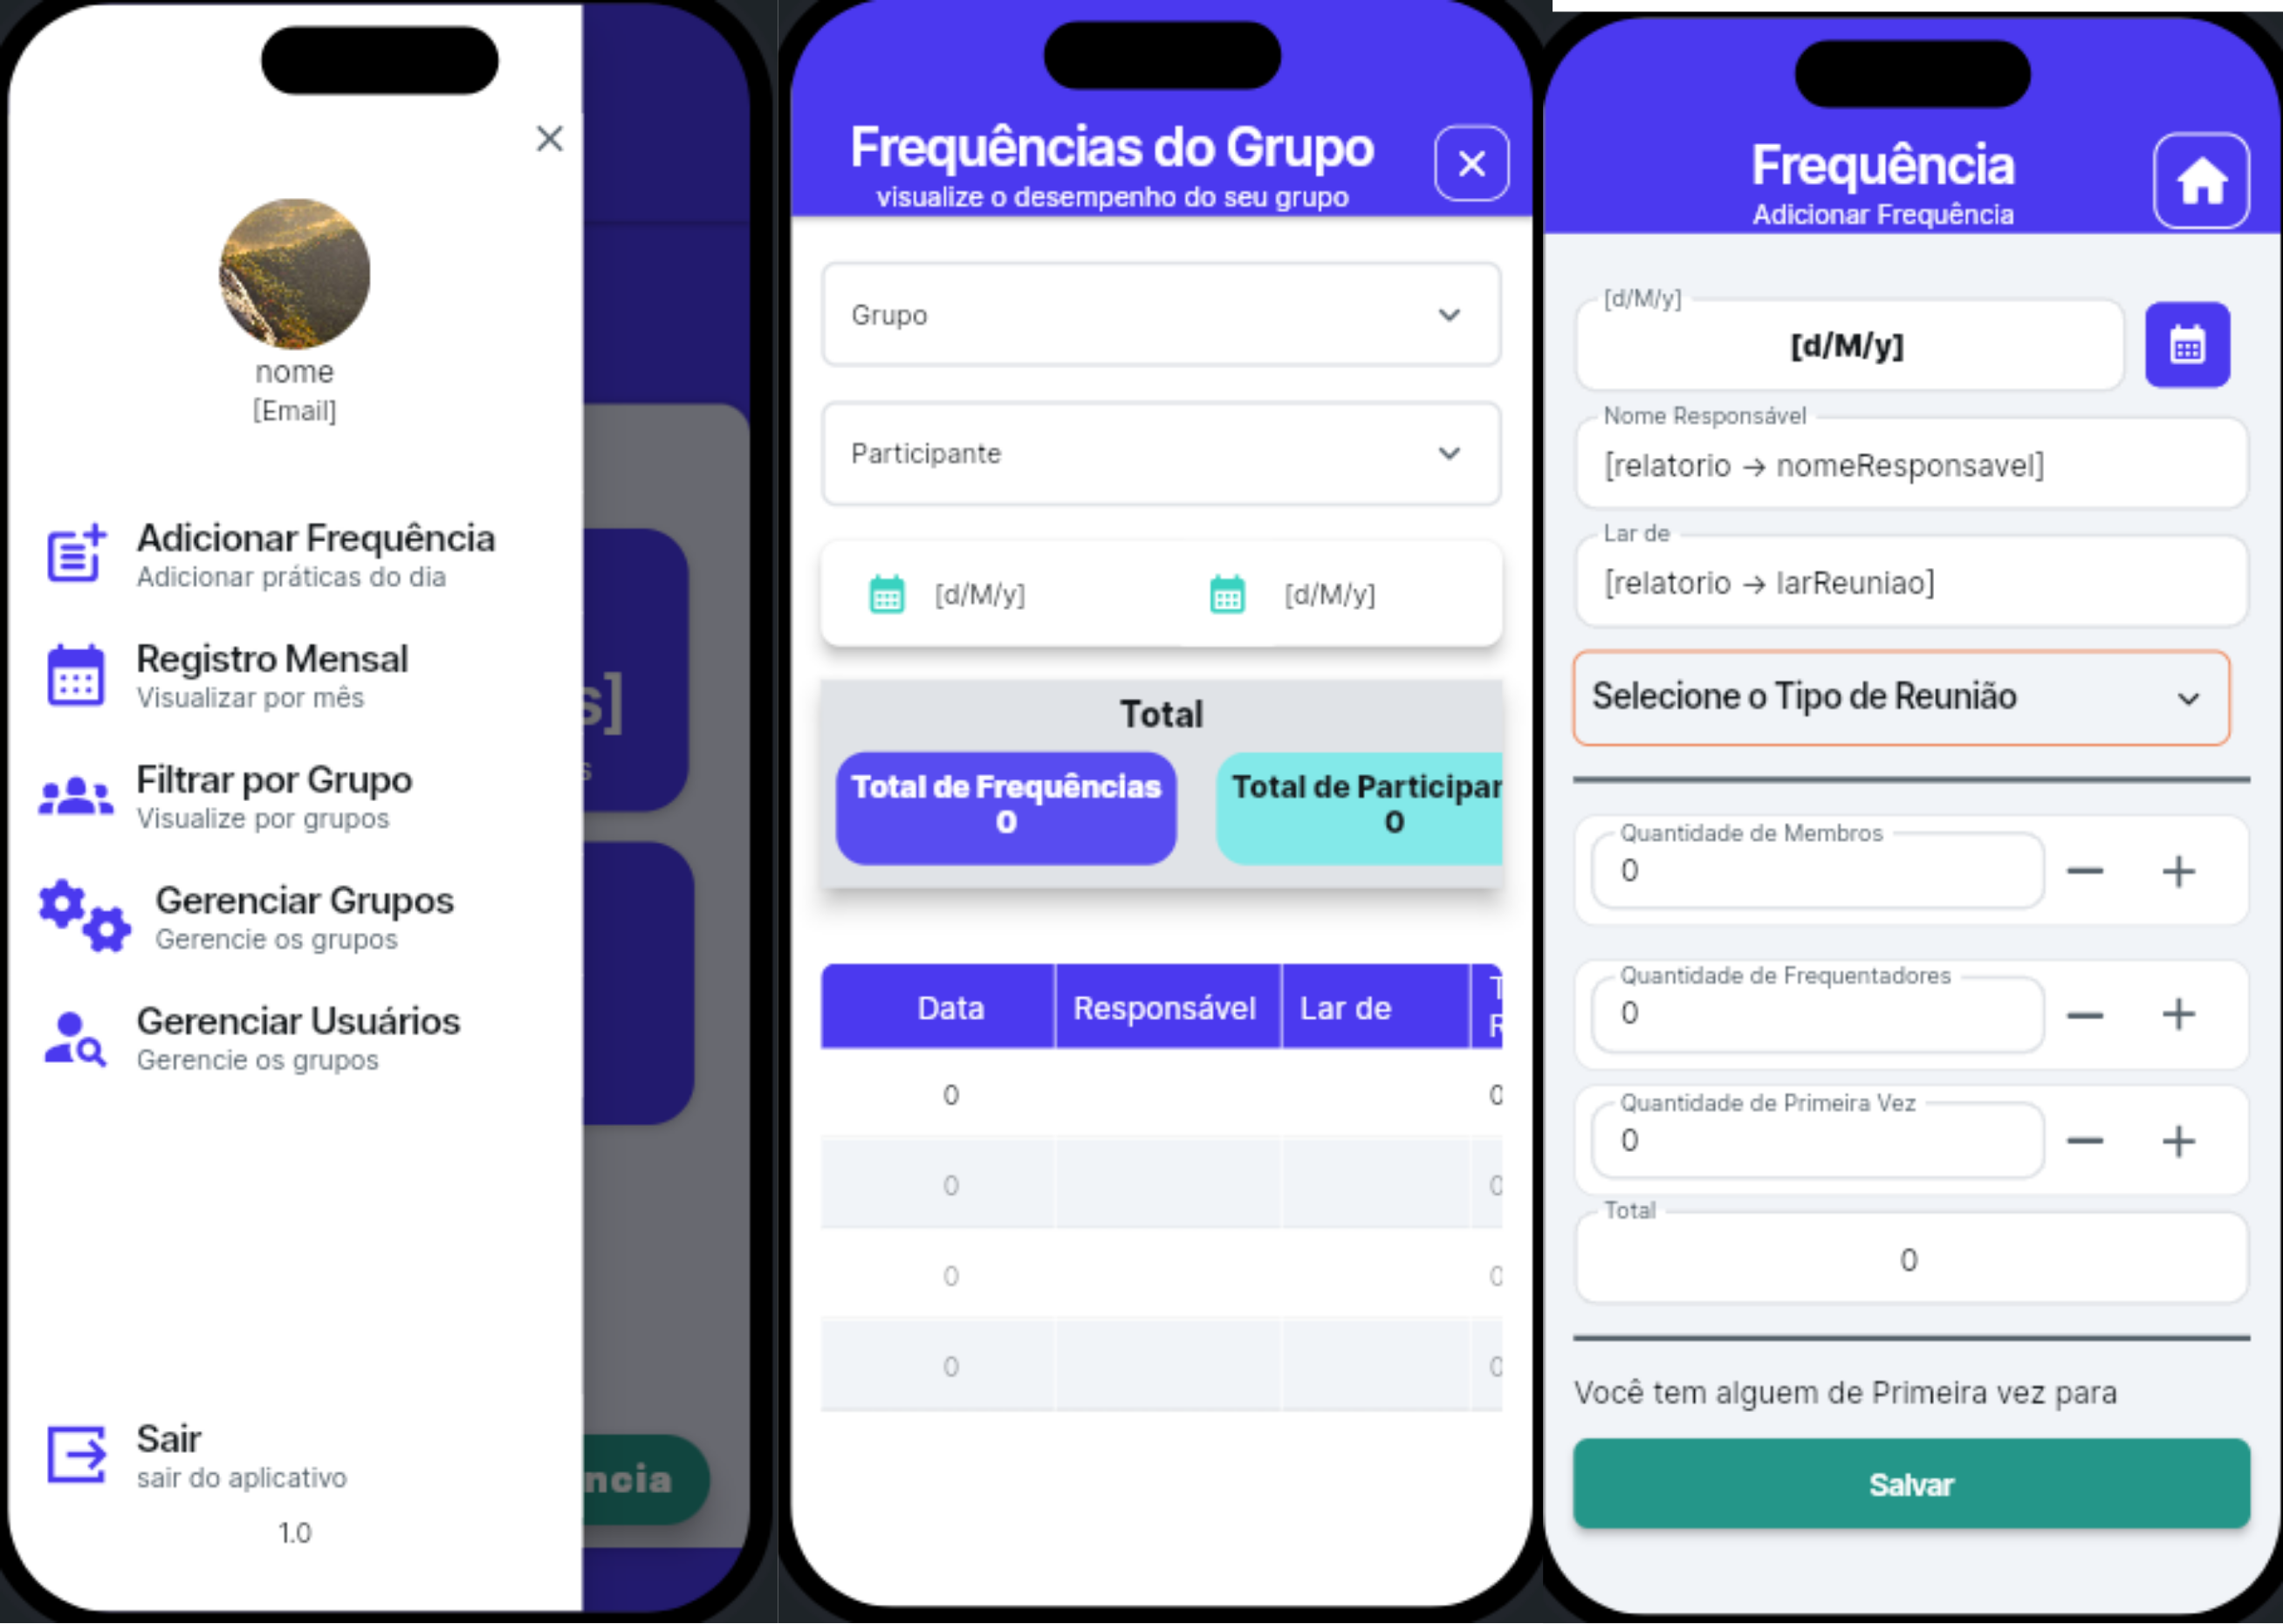 nome
[Email]
Adicionar Frequência
Adicionar práticas do dia
Registro Mensal
Visualizar por mês
Filtrar por Grupo
Visualize por grupos
Gerenciar Grupos
Gerencie os grupos
Gerenciar Usuários
Gerencie os grupos
Sair
sair do aplicativo
1.0
s]
s
ncia
Frequências do Grupo
visualize o desempenho do seu grupo
Grupo
Participante
[d/M/y] [d/M/y]
Total
Total de Frequências
0
Total de Participar
0
Data Responsável Lar de T
R
0 0
0 0
0 0
0 0
Frequência
Adicionar Frequência
[d/M/y]
[d/M/y]
Nome Responsável
[relatorio → nomeResponsavel]
Lar de
[relatorio → larReuniao]
Selecione o Tipo de Reunião
Quantidade de Membros
0
Quantidade de Frequentadores
0
Quantidade de Primeira Vez
0
Total
0
Você tem alguem de Primeira vez para
Salvar